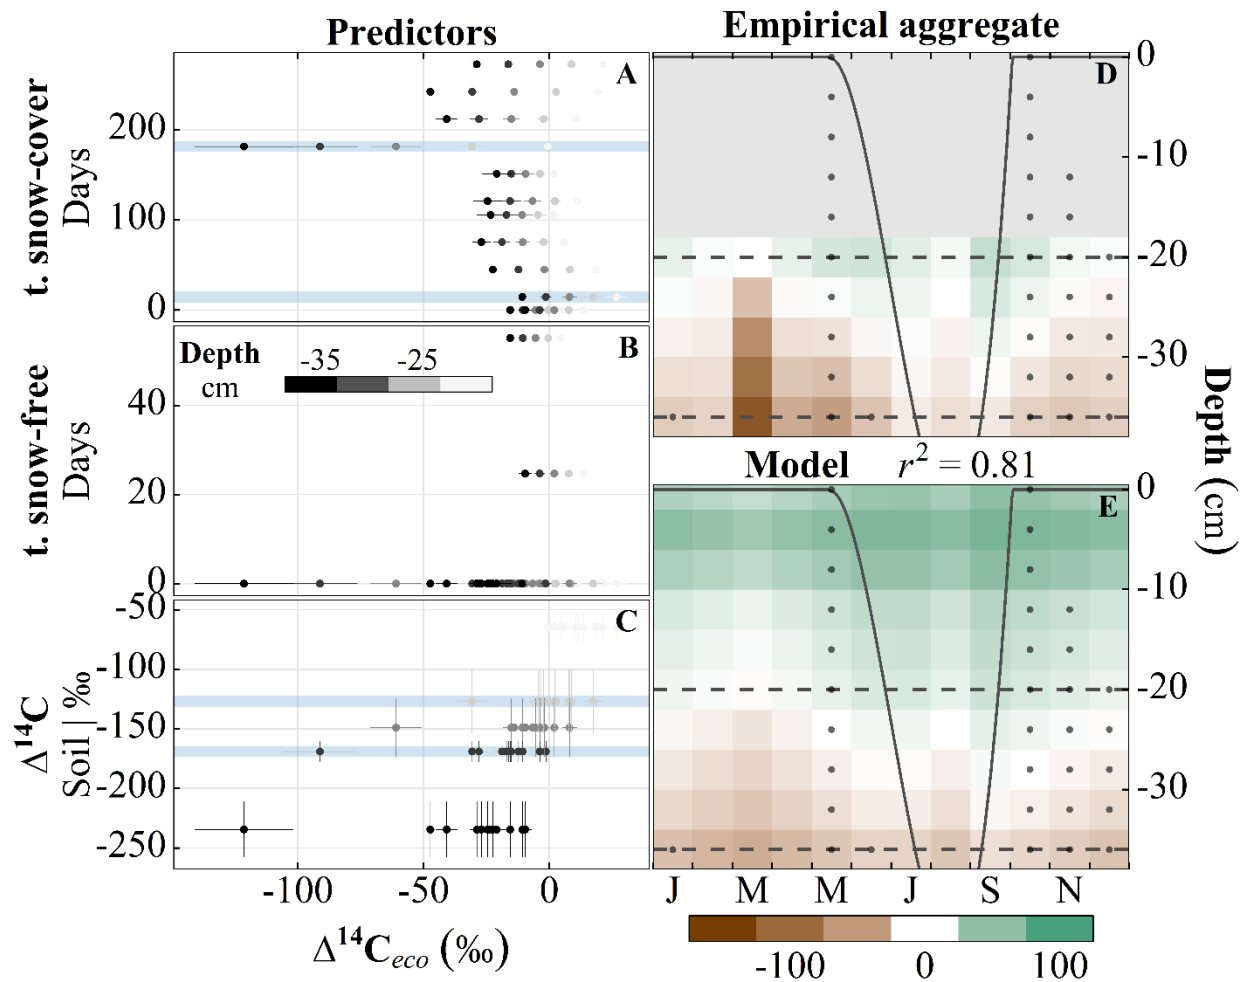 Predictors
Empirical aggregate
t. snow-cover
Days
200
100
0
A
t. snow-free
Days
40
20
0
B
Depth
cm
-35 -25
Δ¹⁴C
Soil | ‰
-50
-100
-150
-200
-250
C
-100 -50 0
Δ¹⁴C_eco (‰)
D
0
-10
-20
-30
Model r² = 0.81
E
0
-10
-20
-30
Depth (cm)
J M M J S N
-100 0 100